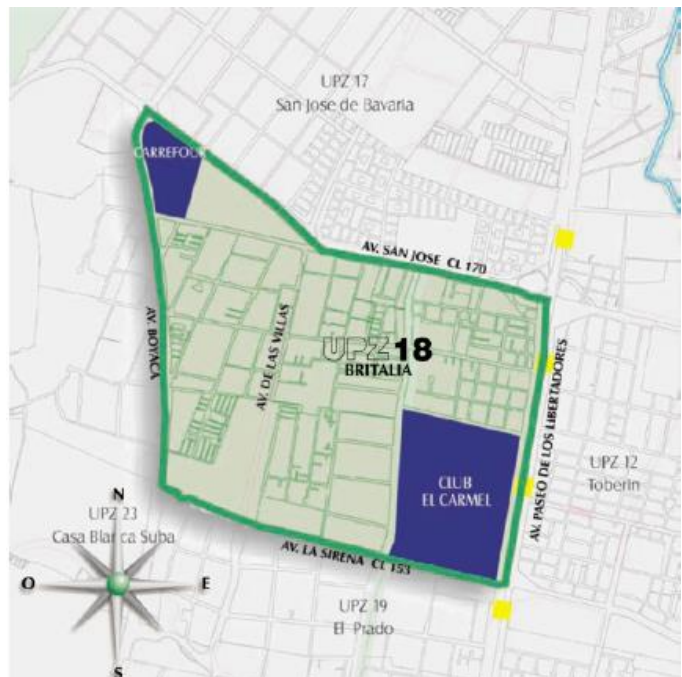 UPZ 17
San Jose de Bavaria
CARREFOUR
AV. SAN JOSE CL 170
AV. BOYACA
AV. DE LAS VILLAS
UPZ 18
BRITALIA
AV. PASEO DE LOS LIBERTADORES
CLUB
EL CARMEL
UPZ 12
Toberin
N
UPZ 23
Casa Blanca Suba
AV. LA SIRENA CL 153
O
E
UPZ 19
El Prado
S